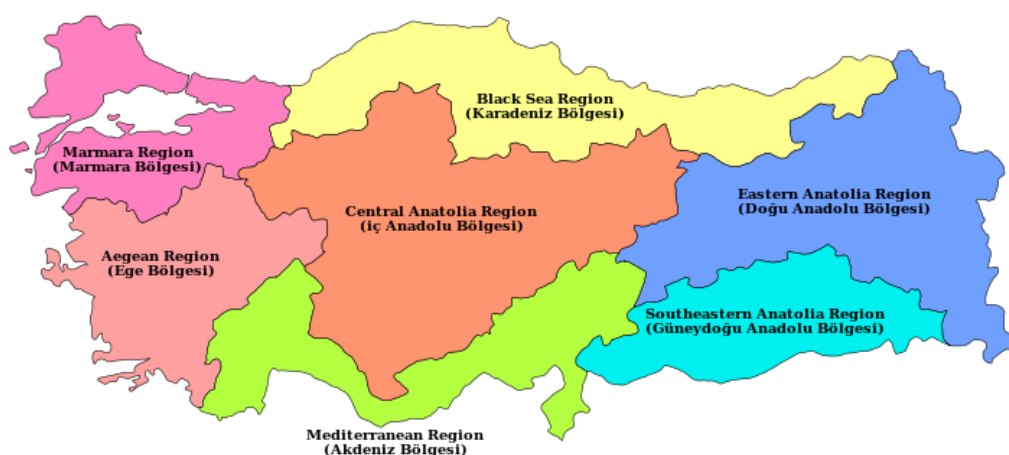 Black Sea Region
(Karadeniz Bölgesi)
Marmara Region
(Marmara Bölgesi)
Eastern Anatolia Region
(Doğu Anadolu Bölgesi)
Central Anatolia Region
(iç Anadolu Bölgesi)
Aegean Region
(Ege Bölgesi)
Southeastern Anatolia Region
(Güneydoğu Anadolu Bölgesi)
Mediterranean Region
(Akdeniz Bölgesi)